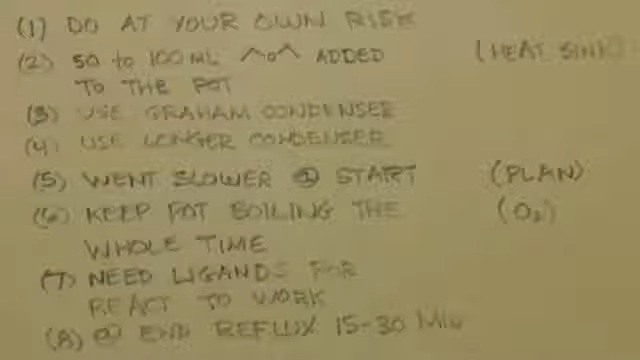 (1) DO AT YOUR OWN RISK
(2) 50 to 100 ML ^o^ ADDED (HEAT SINK)
TO THE POT
(3) USE GRAHAM CONDENSER
(4) USE LONGER CONDENSER
(5) WENT SLOWER @ START (PLAN)
(6) KEEP POT BOILING THE (O₂)
WHOLE TIME
(7) NEED LIGANDS FOR
REACT TO WORK
(8) @ END REFLUX 15-30 MIN